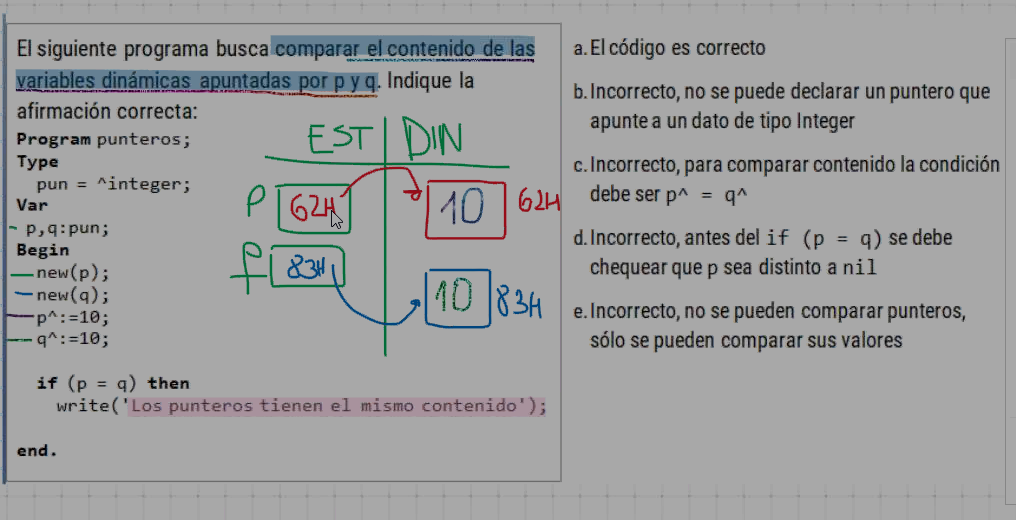 El siguiente programa busca comparar el contenido de las
variables dinámicas apuntadas por p y q. Indique la
afirmación correcta:
Program punteros;
Type
pun = ^integer;
Var
p,q:pun;
Begin
new(p);
new(q);
p^:=10;
q^:=10;
if (p = q) then
write('Los punteros tienen el mismo contenido');
end.
EST DIN
P 62H 10 62H
83H 10 83H
a. El código es correcto
b. Incorrecto, no se puede declarar un puntero que
apunte a un dato de tipo Integer
c. Incorrecto, para comparar contenido la condición
debe ser p^ = q^
d. Incorrecto, antes del if (p = q) se debe
chequear que p sea distinto a nil
e. Incorrecto, no se pueden comparar punteros,
sólo se pueden comparar sus valores